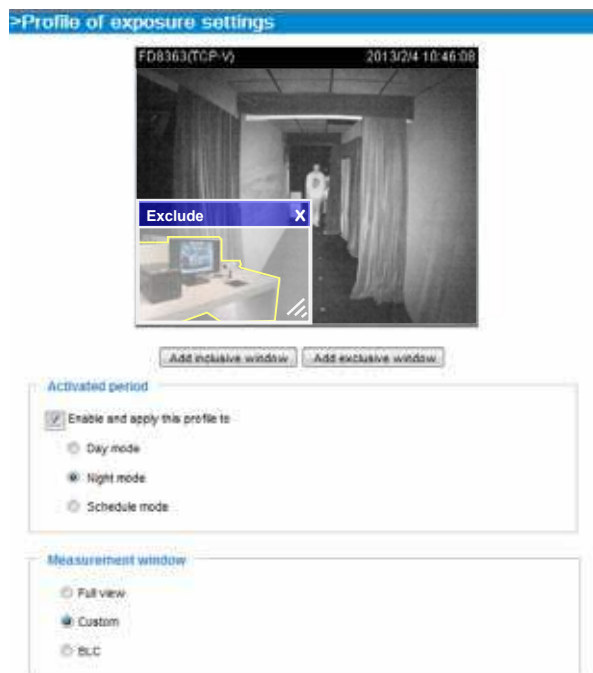 >Profile of exposure settings
FD8363(TCP-V) 2013/2/4 10:46:08
Exclude X
Add inclusive window Add exclusive window
Activated period
Enable and apply this profile to
Day mode
Night mode
Schedule mode
Measurement window
Full view
Custom
BLC